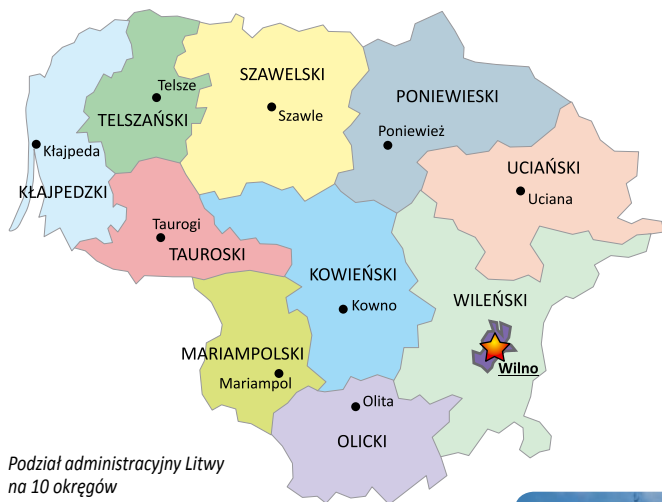 Telsze
TELSZAŃSKI
SZAWELSKI
Szawle
PONIEWIESKI
Poniewież
Kłajpeda
KŁAJPEDZKI
UCIAŃSKI
Uciana
Taurogi
TAUROSKI
KOWIEŃSKI
Kowno
WILEŃSKI
Wilno
MARIAMPOLSKI
Mariampol
Olita
OLICKI
Podział administracyjny Litwy
na 10 okręgów